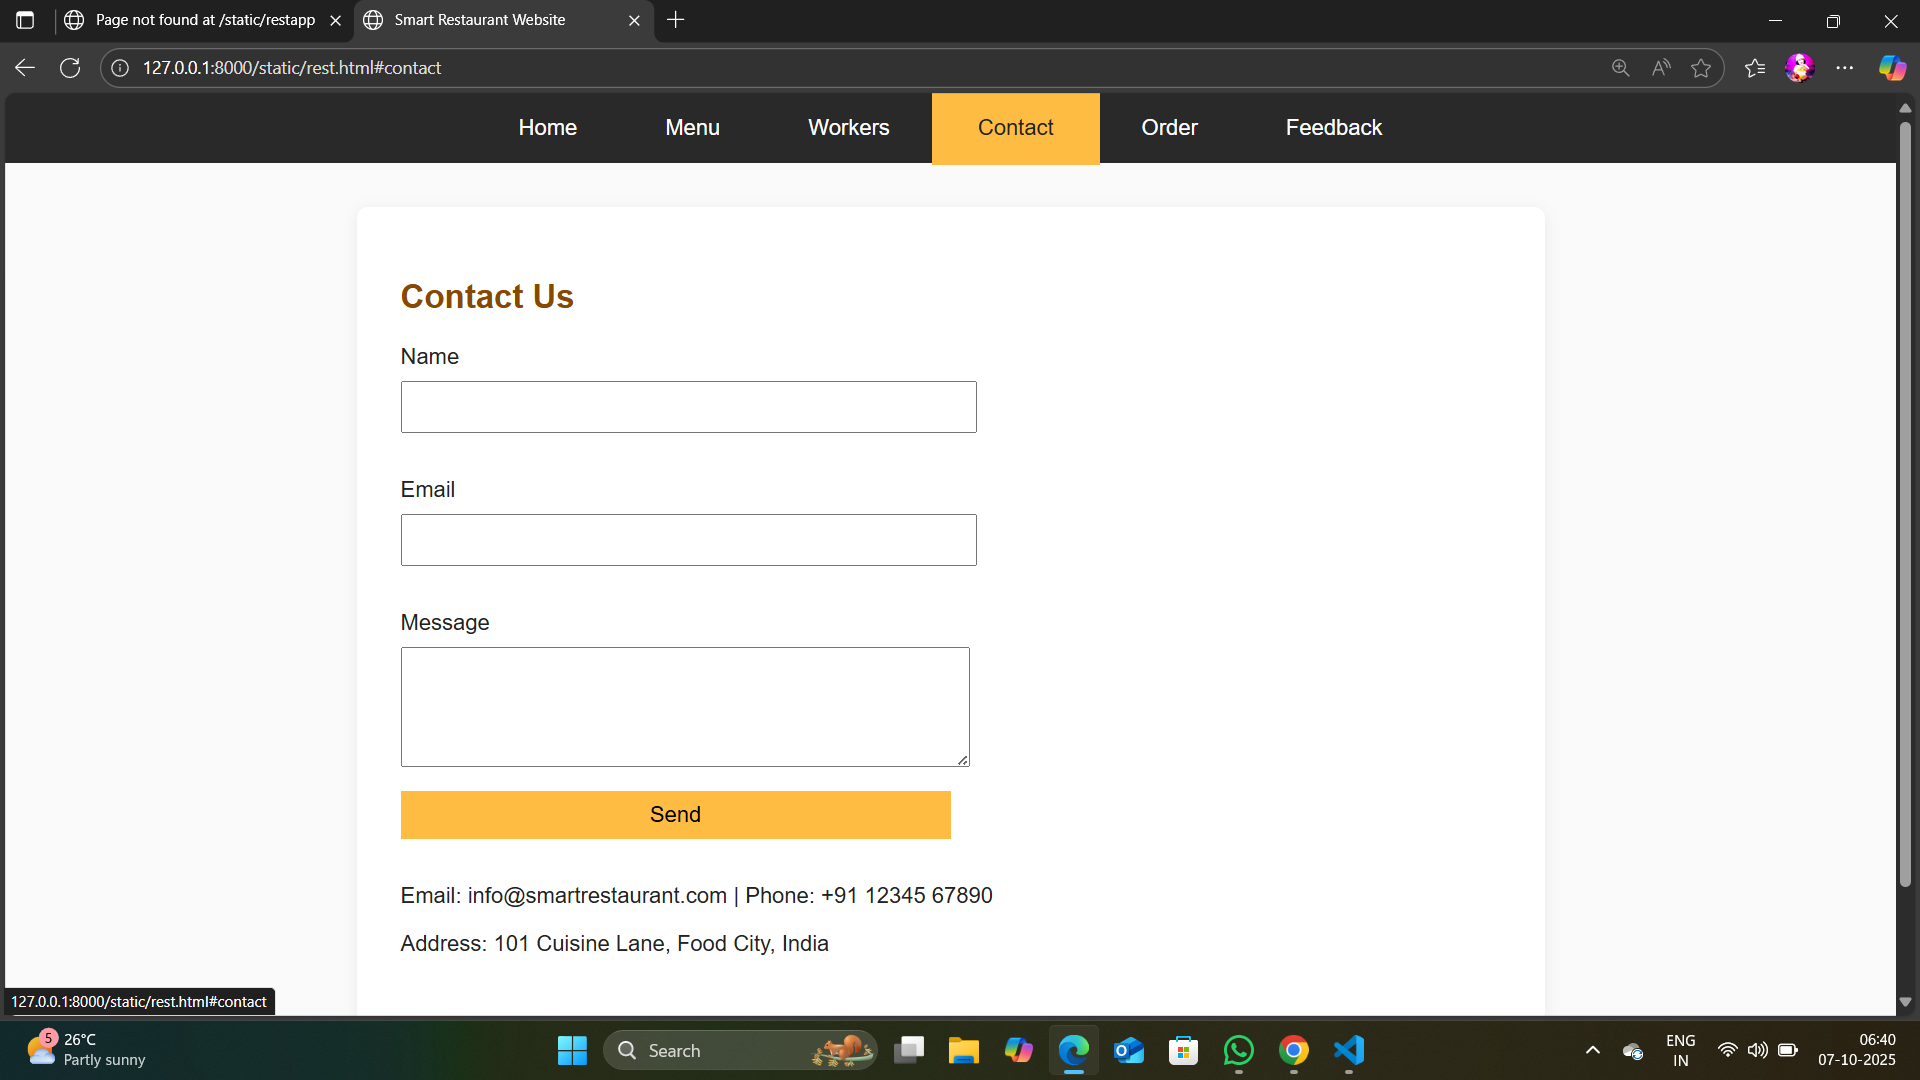 Page not found at /static/restapp
Smart Restaurant Website
127.0.0.1:8000/static/rest.html#contact
Home Menu Workers Contact Order Feedback
Contact Us
Name
Email
Message
Send
Email: info@smartrestaurant.com | Phone: +91 12345 67890
Address: 101 Cuisine Lane, Food City, India
127.0.0.1:8000/static/rest.html#contact
5
26°C
Partly sunny
Search
ENG
IN
06:40
07-10-2025